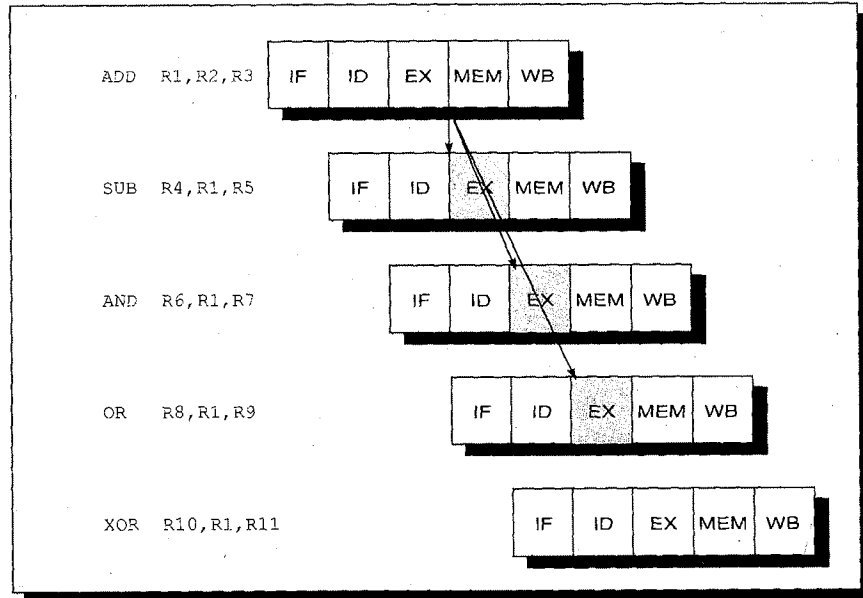 ADD R1,R2,R3 IF ID EX MEM WB
SUB R4,R1,R5 IF ID EX MEM WB
AND R6,R1,R7 IF ID EX MEM WB
OR R8,R1,R9 IF ID EX MEM WB
XOR R10,R1,R11 IF ID EX MEM WB